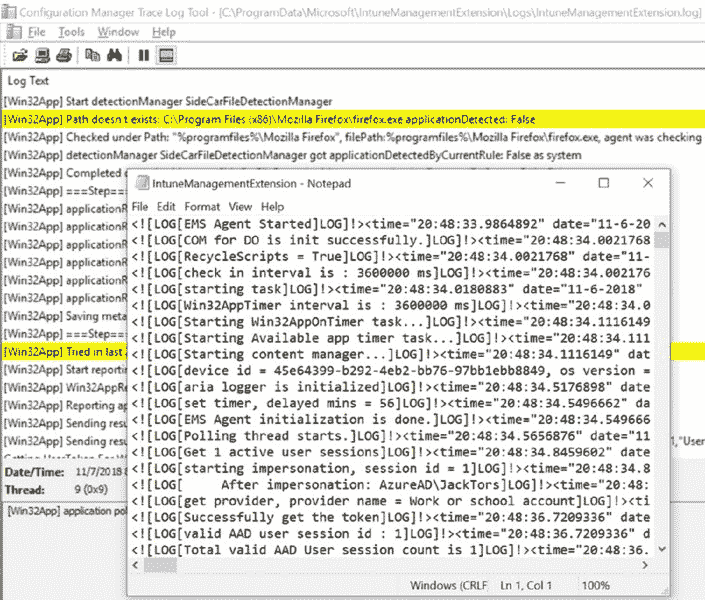 Configuration Manager Trace Log Tool - [C:\ProgramData\Microsoft\IntuneManagementExtension\Logs\IntuneManagementExtension.log]
File Tools Window Help
Log Text
[Win32App] Start detectionManager SideCarFileDetectionManager
[Win32App] Path doesn't exists: C:\Program Files (x86)\Mozilla Firefox\firefox.exe applicationDetected: False
[Win32App] Checked under Path: "%programfiles%\Mozilla Firefox", filePath:%programfiles%\Mozilla Firefox\firefox.exe, agent was checking
[Win32App] detectionManager SideCarFileDetectionManager got applicationDetectedByCurrentRule: False as system
[Win32App] Completed
[Win32App] ===Step==
[Win32App] applicationR
[Win32App] applicationR
[Win32App] applicationR
[Win32App] applicationR
[Win32App] applicationR
[Win32App] Saving meta
[Win32App] ===Step==
[Win32App] Tried in last
[Win32App] Start reportin
[Win32App] Win32AppRe
[Win32App] Reporting ap
[Win32App] Sending resu
[Win32App] Sending resu
1,"User
Date/Time: 11/7/2018 8
Thread: 9 (0x9)
[Win32App] application pol
IntuneManagementExtension - Notepad
File Edit Format View Help
<![LOG[EMS Agent Started]LOG]!><time="20:48:33.9864892" date="11-6-20
<![LOG[COM for DO is init successfully.]LOG]!><time="20:48:34.0021768
<![LOG[RecycleScripts = True]LOG]!><time="20:48:34.0021768" date="11-
<![LOG[check in interval is : 3600000 ms]LOG]!><time="20:48:34.002176
<![LOG[starting task]LOG]!><time="20:48:34.0180883" date="11-6-2018"
<![LOG[Win32AppTimer interval is : 3600000 ms]LOG]!><time="20:48:34.0
<![LOG[Starting Win32AppOnTimer task...]LOG]!><time="20:48:34.1116149
<![LOG[Starting Available app timer task...]LOG]!><time="20:48:34.111
<![LOG[Starting content manager...]LOG]!><time="20:48:34.1116149" dat
<![LOG[device id = 45e64399-b292-4eb2-bb76-97bb1ebb8849, os version =
<![LOG[aria logger is initialized]LOG]!><time="20:48:34.5176898" date
<![LOG[set timer, delayed mins = 56]LOG]!><time="20:48:34.5496662" da
<![LOG[EMS Agent initialization is done.]LOG]!><time="20:48:34.549666
<![LOG[Polling thread starts.]LOG]!><time="20:48:34.5656876" date="11
<![LOG[Get 1 active user sessions]LOG]!><time="20:48:34.8459602" date
<![LOG[starting impersonation, session id = 1]LOG]!><time="20:48:34.8
<![LOG[ After impersonation: AzureAD\JackTors]LOG]!><time="20:48:
<![LOG[get provider, provider name = Work or school account]LOG]!><ti
<![LOG[Successfully get the token]LOG]!><time="20:48:36.7209336" date
<![LOG[valid AAD user session id : 1]LOG]!><time="20:48:36.7209336" d
<![LOG[Total valid AAD User session count is 1]LOG]!><time="20:48:36.
Windows (CRLF Ln 1, Col 1 100%